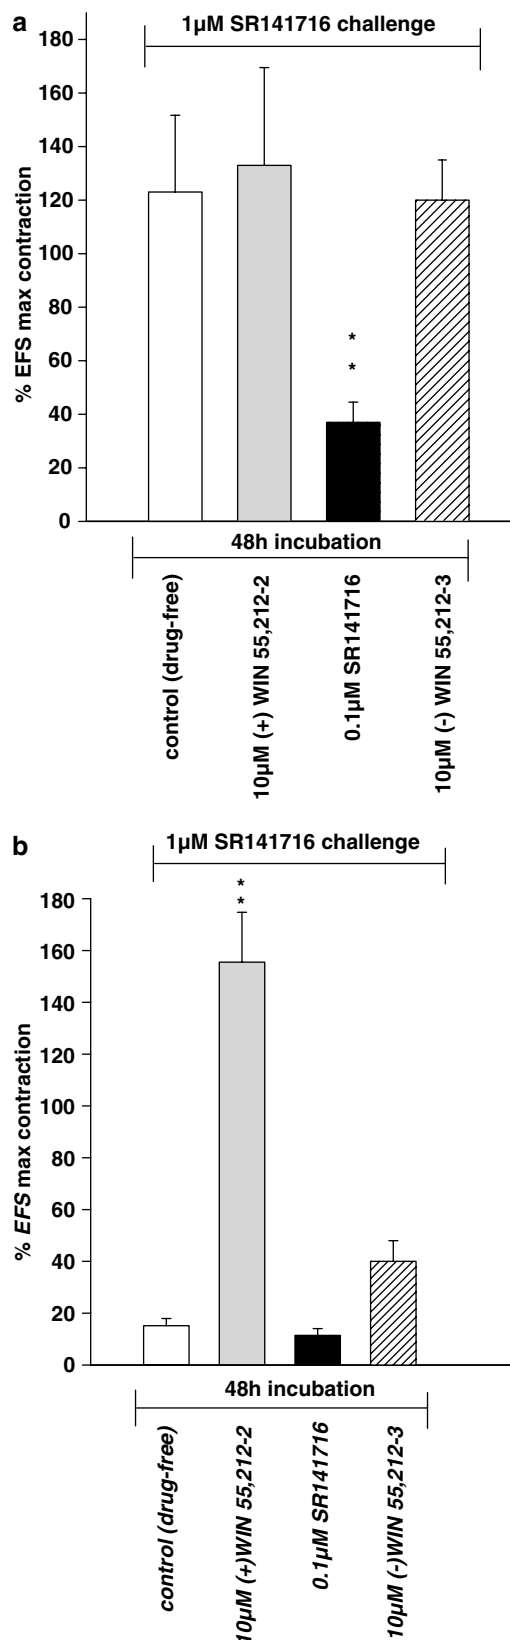 a
1µM SR141716 challenge
% EFS max contraction
180
160
140
120
100
80
60
40
20
0
* *
48h incubation
control (drug-free)
10µM (+) WIN 55,212-2
0.1µM SR141716
10µM (-) WIN 55,212-3
b
1µM SR141716 challenge
% EFS max contraction
180
160
140
120
100
80
60
40
20
0
* *
48h incubation
control (drug-free)
10µM (+)WIN 55,212-2
0.1µM SR141716
10µM (-)WIN 55,212-3